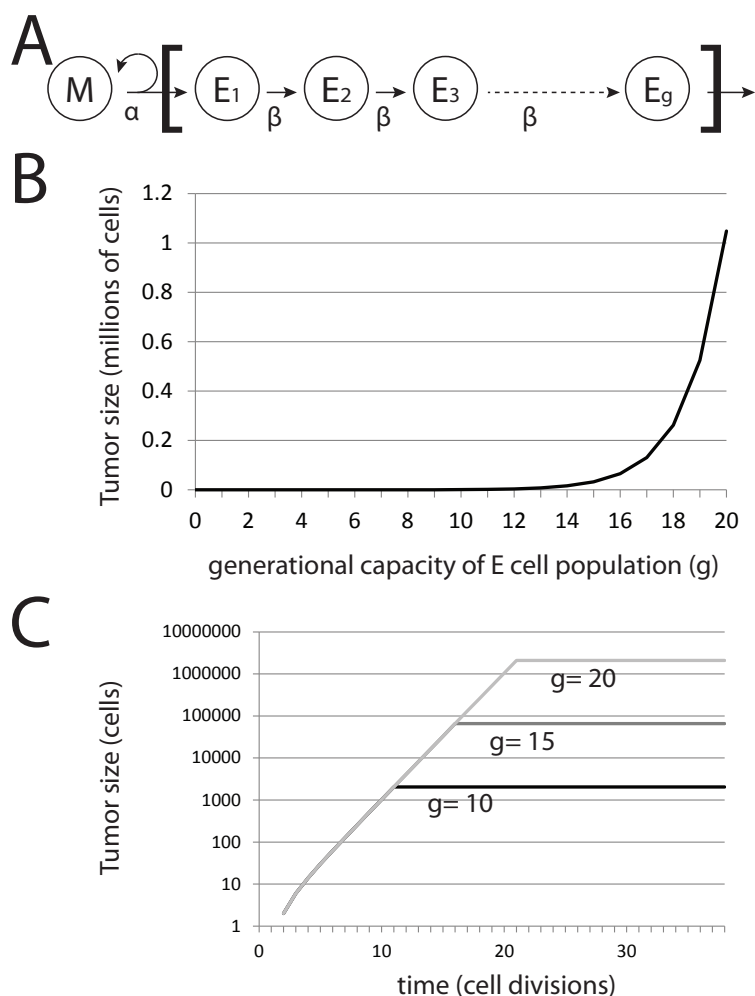 A
M
α
[
E1
β
E2
β
E3
β
Eg
]
B
Tumor size (millions of cells)
1.2
1
0.8
0.6
0.4
0.2
0
0 2 4 6 8 10 12 14 16 18 20
generational capacity of E cell population (g)
C
Tumor size (cells)
10000000
1000000
100000
10000
1000
100
10
1
g= 20
g= 15
g= 10
0 10 20 30
time (cell divisions)